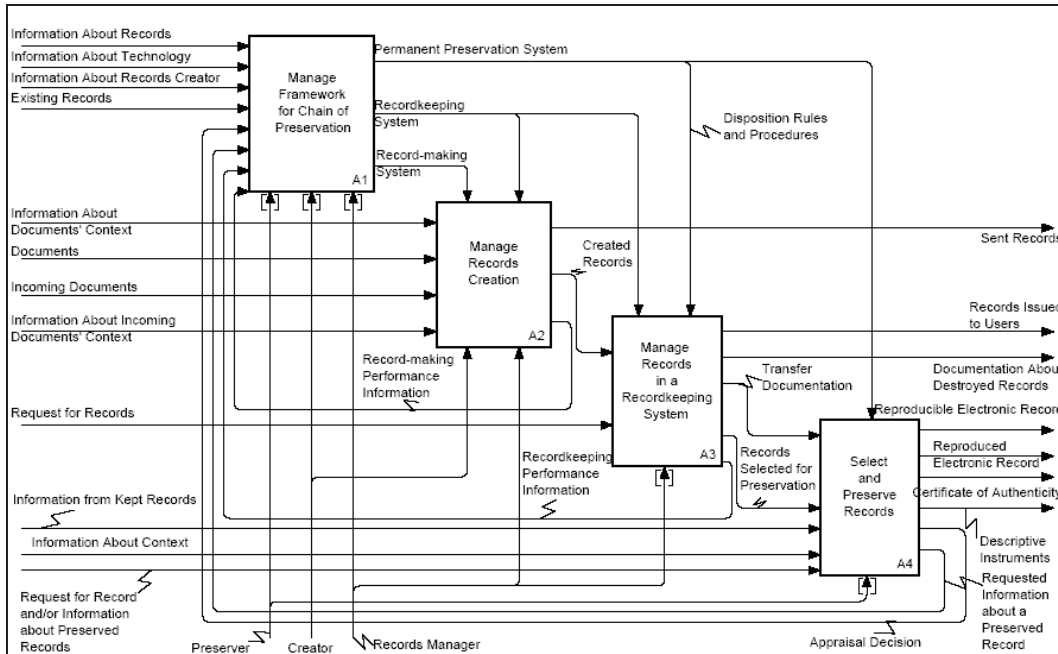 Information About Records
Information About Technology
Information About Records Creator
Existing Records
Manage
Framework
for Chain of
Preservation
A1
Permanent Preservation System
Recordkeeping
System
Record-making
System
Disposition Rules
and Procedures
Information About
Documents' Context
Documents
Incoming Documents
Information About Incoming
Documents' Context
Manage
Records
Creation
A2
Created
Records
Sent Records
Records Issued
to Users
Record-making
Performance
Information
Manage
Records
in a
Recordkeeping
System
A3
Transfer
Documentation
Documentation About
Destroyed Records
Request for Records
Reproducible Electronic Record
Reproduced
Electronic Record
Certificate of Authenticity
Recordkeeping
Performance
Information
Records
Selected for
Preservation
Select
and
Preserve
Records
A4
Information from Kept Records
Information About Context
Request for Record
and/or Information
about Preserved
Records
Descriptive
Instruments
Requested
Information
about a
Preserved
Record
Appraisal Decision
Preserver
Creator
Records Manager